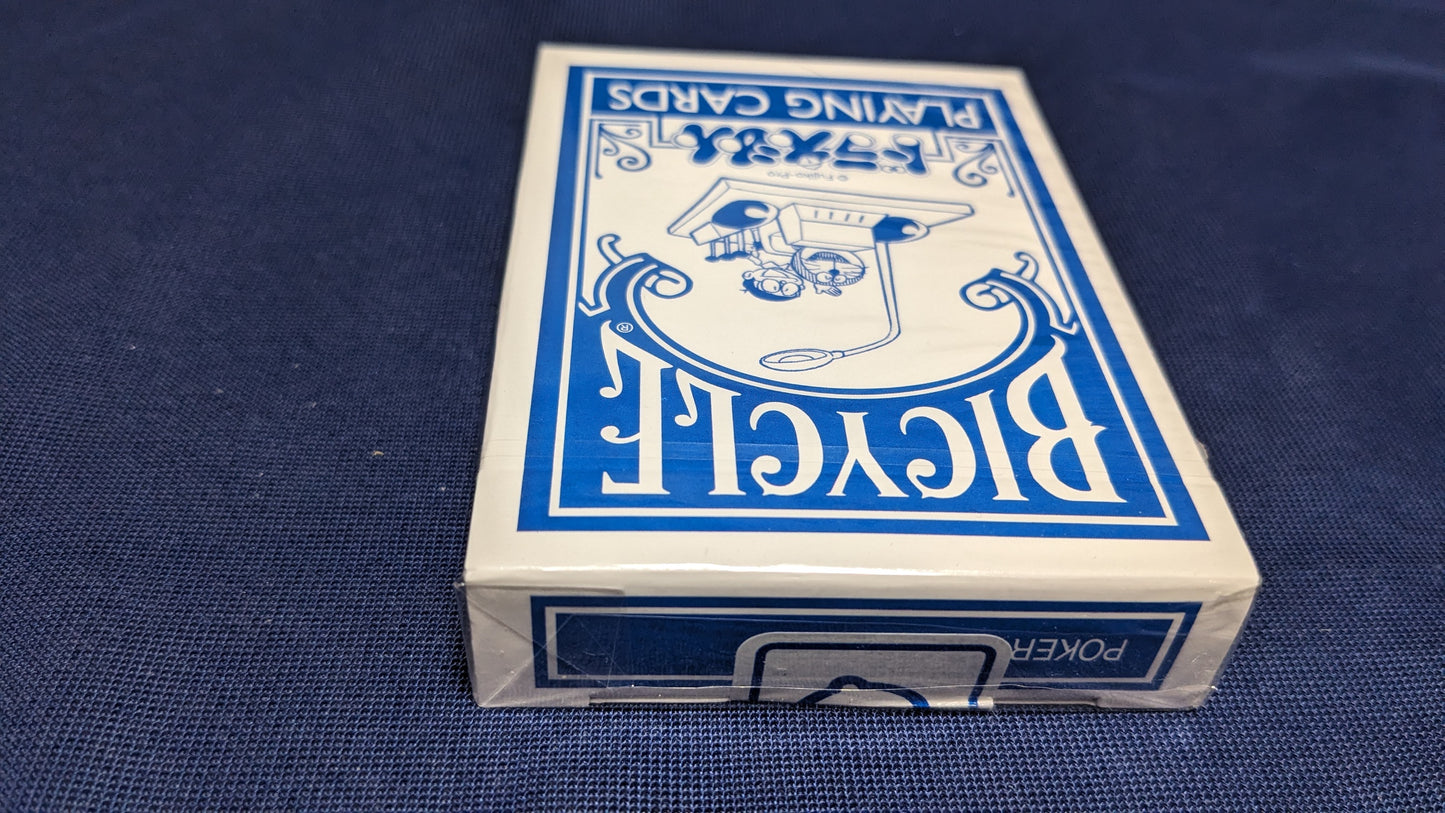 BICYCLE®
© Fujiko-Pro
ドラえもん
PLAYING CARDS
POKER